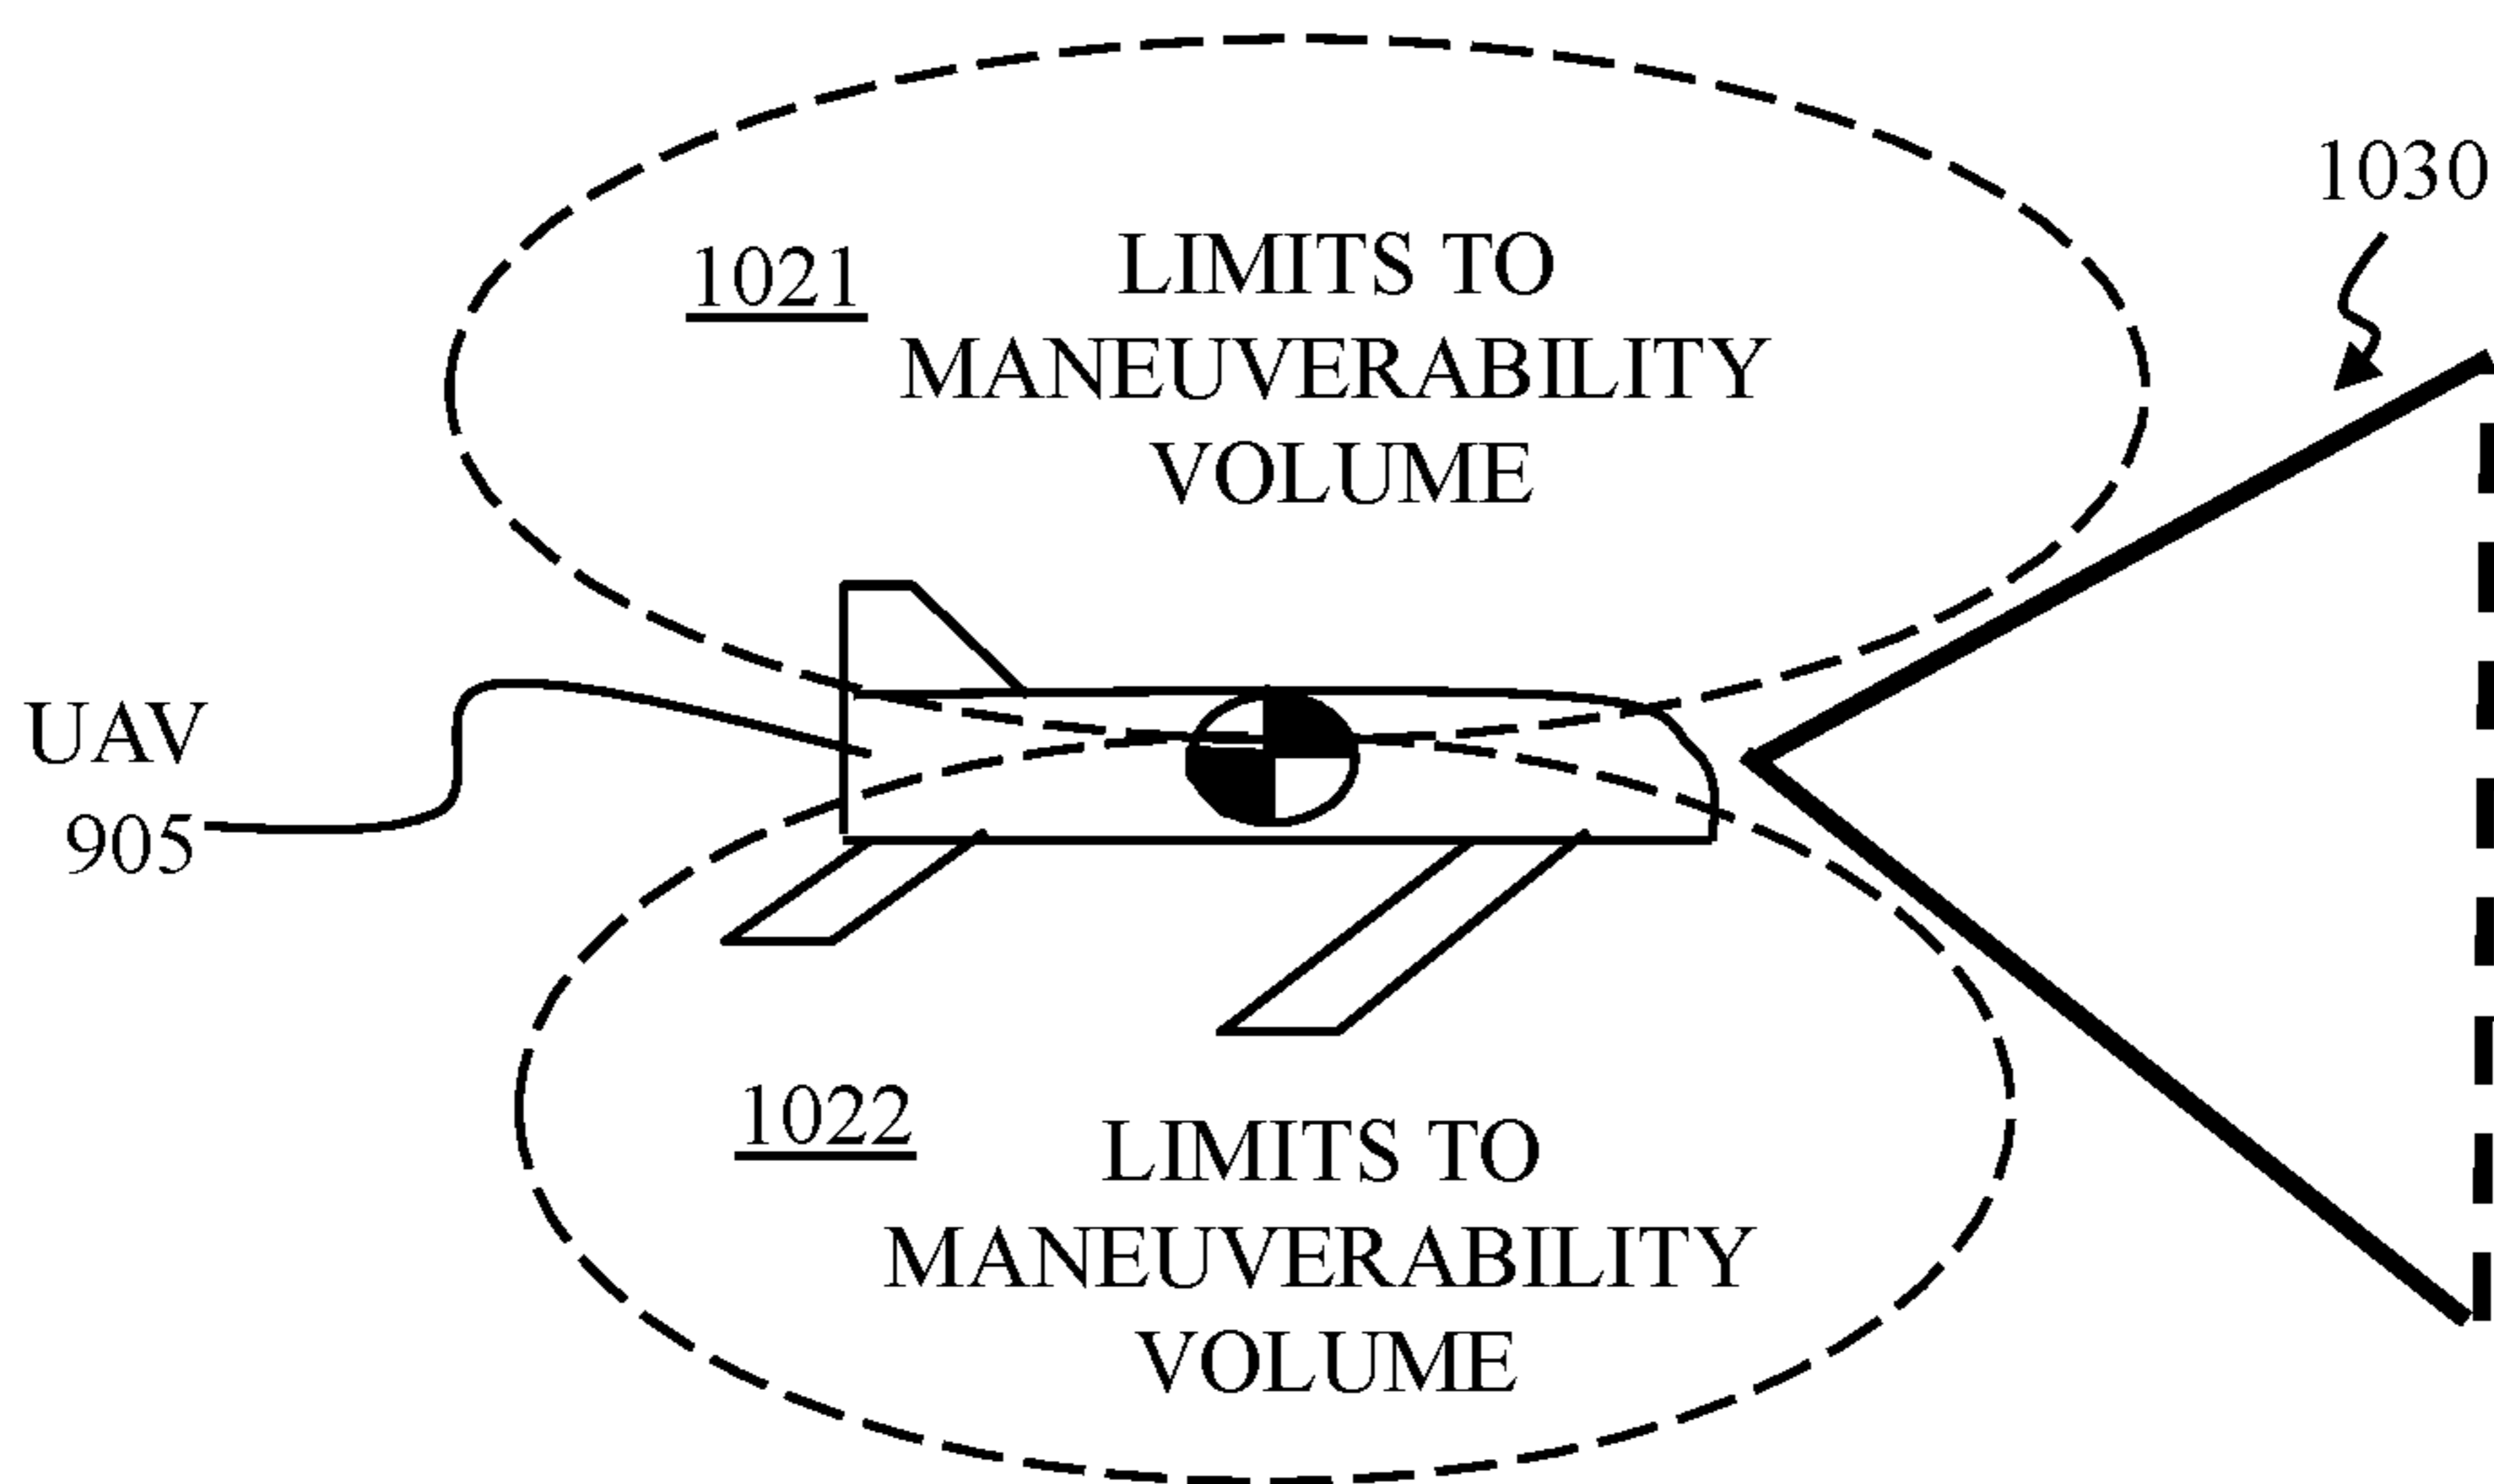 1030
1021
LIMITS TO
MANEUVERABILITY
VOLUME
UAV
905
1022
LIMITS TO
MANEUVERABILITY
VOLUME